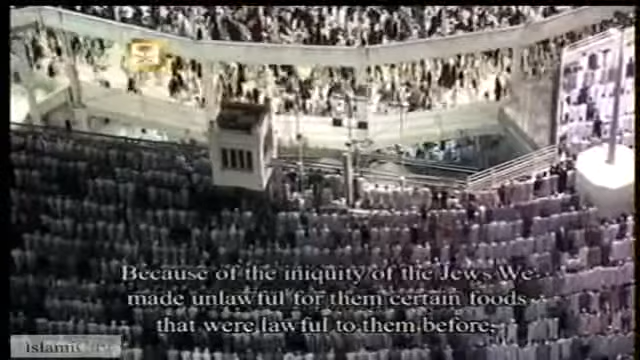 Because of the iniquity of the Jews We
made unlawful for them certain foods
that were lawful to them before,
islami